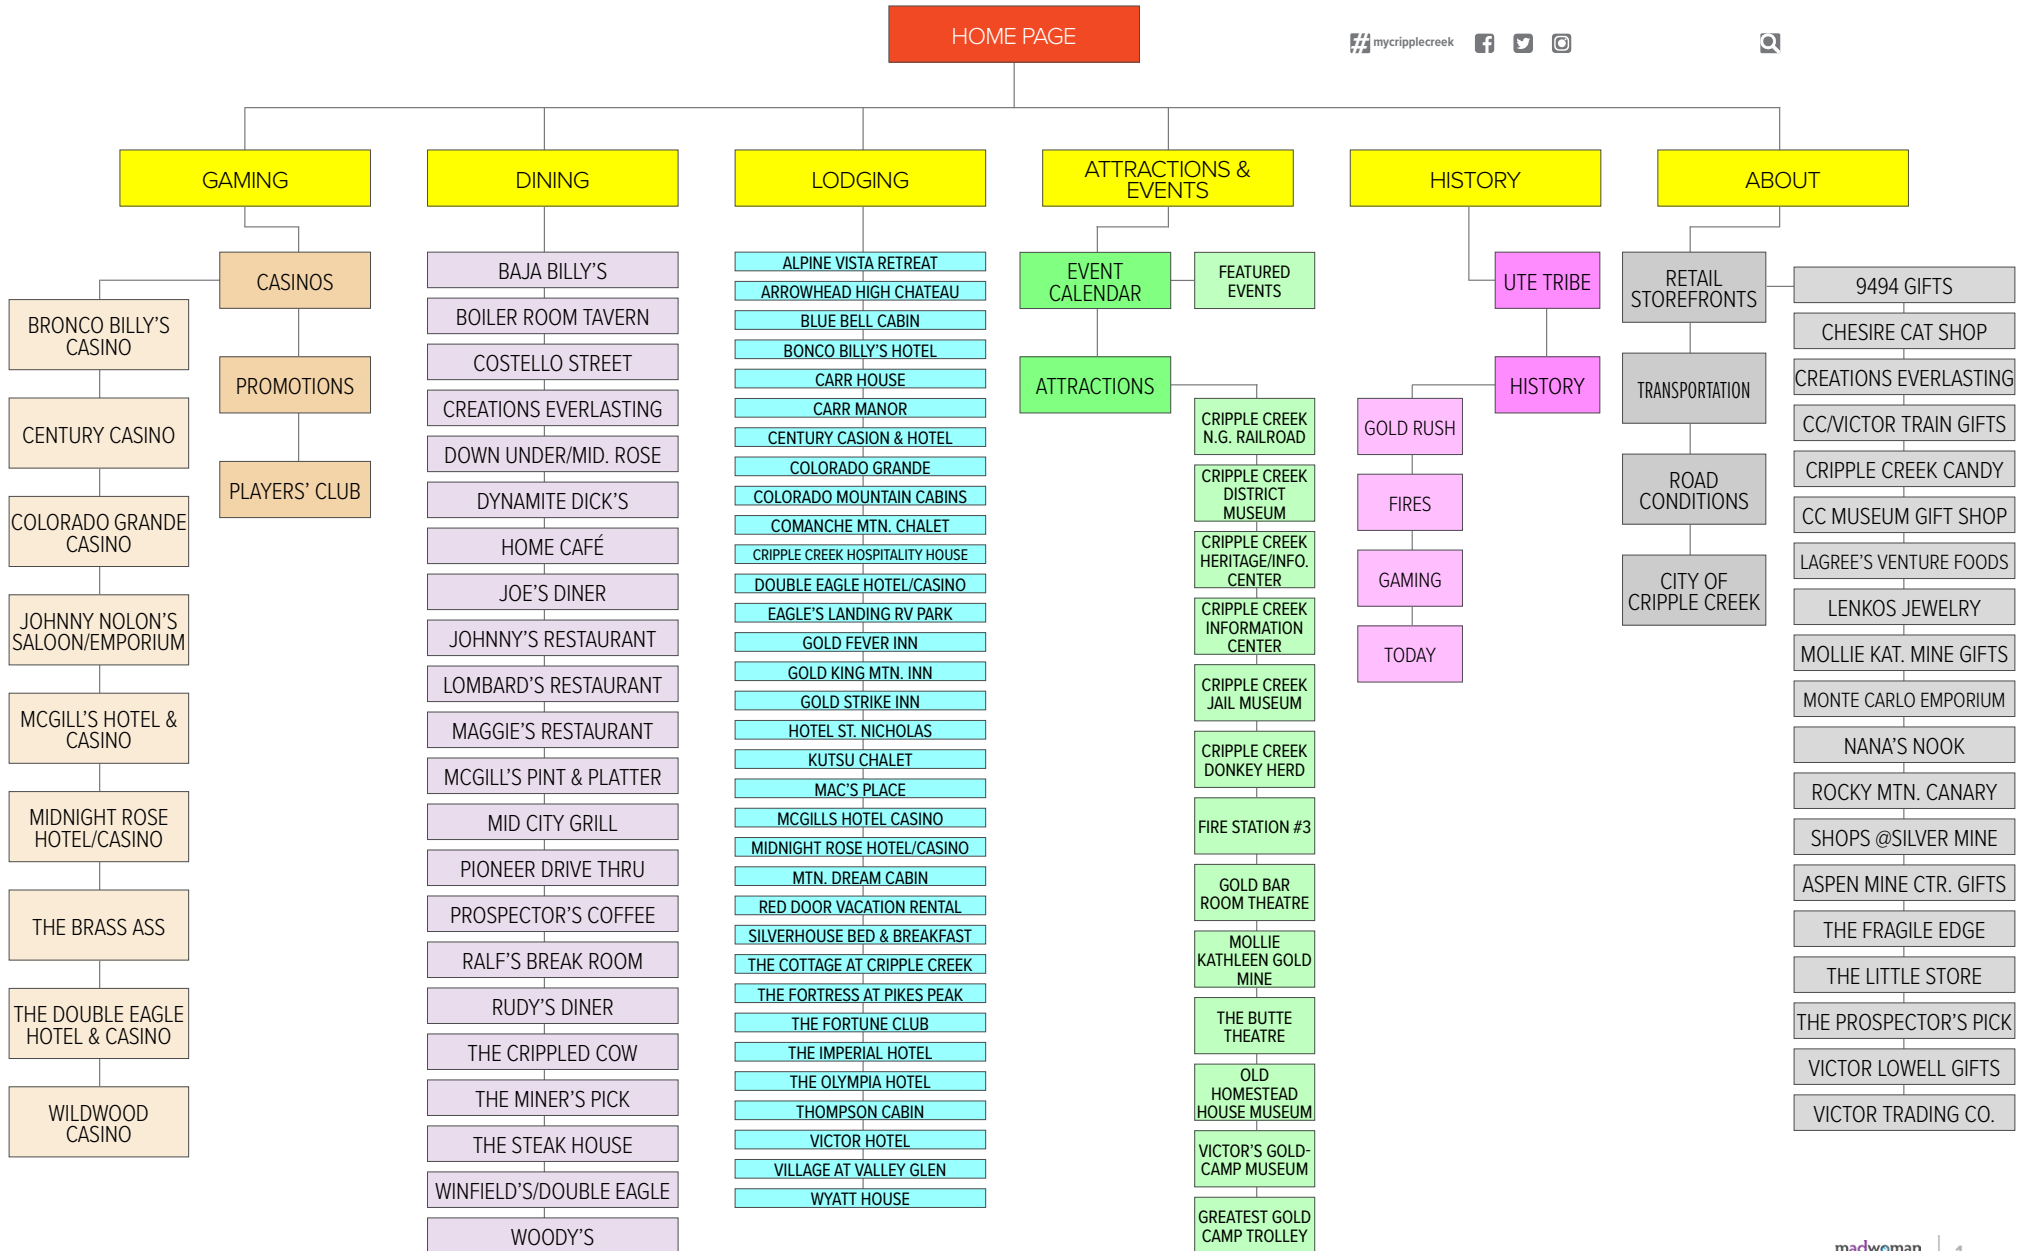 HOME PAGE
mycripplecreek
GAMING
DINING
LODGING
ATTRACTIONS &
EVENTS
HISTORY
ABOUT
CASINOS
PROMOTIONS
PLAYERS' CLUB
BRONCO BILLY'S
CASINO
CENTURY CASINO
COLORADO GRANDE
CASINO
JOHNNY NOLON'S
SALOON/EMPORIUM
MCGILL'S HOTEL &
CASINO
MIDNIGHT ROSE
HOTEL/CASINO
THE BRASS ASS
THE DOUBLE EAGLE
HOTEL & CASINO
WILDWOOD
CASINO
BAJA BILLY'S
BOILER ROOM TAVERN
COSTELLO STREET
CREATIONS EVERLASTING
DOWN UNDER/MID. ROSE
DYNAMITE DICK'S
HOME CAFÉ
JOE'S DINER
JOHNNY'S RESTAURANT
LOMBARD'S RESTAURANT
MAGGIE'S RESTAURANT
MCGILL'S PINT & PLATTER
MID CITY GRILL
PIONEER DRIVE THRU
PROSPECTOR'S COFFEE
RALF'S BREAK ROOM
RUDY'S DINER
THE CRIPPLED COW
THE MINER'S PICK
THE STEAK HOUSE
WINFIELD'S/DOUBLE EAGLE
WOODY'S
ALPINE VISTA RETREAT
ARROWHEAD HIGH CHATEAU
BLUE BELL CABIN
BONCO BILLY'S HOTEL
CARR HOUSE
CARR MANOR
CENTURY CASION & HOTEL
COLORADO GRANDE
COLORADO MOUNTAIN CABINS
COMANCHE MTN. CHALET
CRIPPLE CREEK HOSPITALITY HOUSE
DOUBLE EAGLE HOTEL/CASINO
EAGLE'S LANDING RV PARK
GOLD FEVER INN
GOLD KING MTN. INN
GOLD STRIKE INN
HOTEL ST. NICHOLAS
KUTSU CHALET
MAC'S PLACE
MCGILLS HOTEL CASINO
MIDNIGHT ROSE HOTEL/CASINO
MTN. DREAM CABIN
RED DOOR VACATION RENTAL
SILVERHOUSE BED & BREAKFAST
THE COTTAGE AT CRIPPLE CREEK
THE FORTRESS AT PIKES PEAK
THE FORTUNE CLUB
THE IMPERIAL HOTEL
THE OLYMPIA HOTEL
THOMPSON CABIN
VICTOR HOTEL
VILLAGE AT VALLEY GLEN
WYATT HOUSE
EVENT
CALENDAR
FEATURED
EVENTS
ATTRACTIONS
CRIPPLE CREEK
N.G. RAILROAD
CRIPPLE CREEK
DISTRICT
MUSEUM
CRIPPLE CREEK
HERITAGE/INFO.
CENTER
CRIPPLE CREEK
INFORMATION
CENTER
CRIPPLE CREEK
JAIL MUSEUM
CRIPPLE CREEK
DONKEY HERD
FIRE STATION #3
GOLD BAR
ROOM THEATRE
MOLLIE
KATHLEEN GOLD
MINE
THE BUTTE
THEATRE
OLD
HOMESTEAD
HOUSE MUSEUM
VICTOR'S GOLD-
CAMP MUSEUM
GREATEST GOLD
CAMP TROLLEY
UTE TRIBE
HISTORY
GOLD RUSH
FIRES
GAMING
TODAY
RETAIL
STOREFRONTS
TRANSPORTATION
ROAD
CONDITIONS
CITY OF
CRIPPLE CREEK
9494 GIFTS
CHESIRE CAT SHOP
CREATIONS EVERLASTING
CC/VICTOR TRAIN GIFTS
CRIPPLE CREEK CANDY
CC MUSEUM GIFT SHOP
LAGREE'S VENTURE FOODS
LENKOS JEWELRY
MOLLIE KAT. MINE GIFTS
MONTE CARLO EMPORIUM
NANA'S NOOK
ROCKY MTN. CANARY
SHOPS @SILVER MINE
ASPEN MINE CTR. GIFTS
THE FRAGILE EDGE
THE LITTLE STORE
THE PROSPECTOR'S PICK
VICTOR LOWELL GIFTS
VICTOR TRADING CO.
madwoman